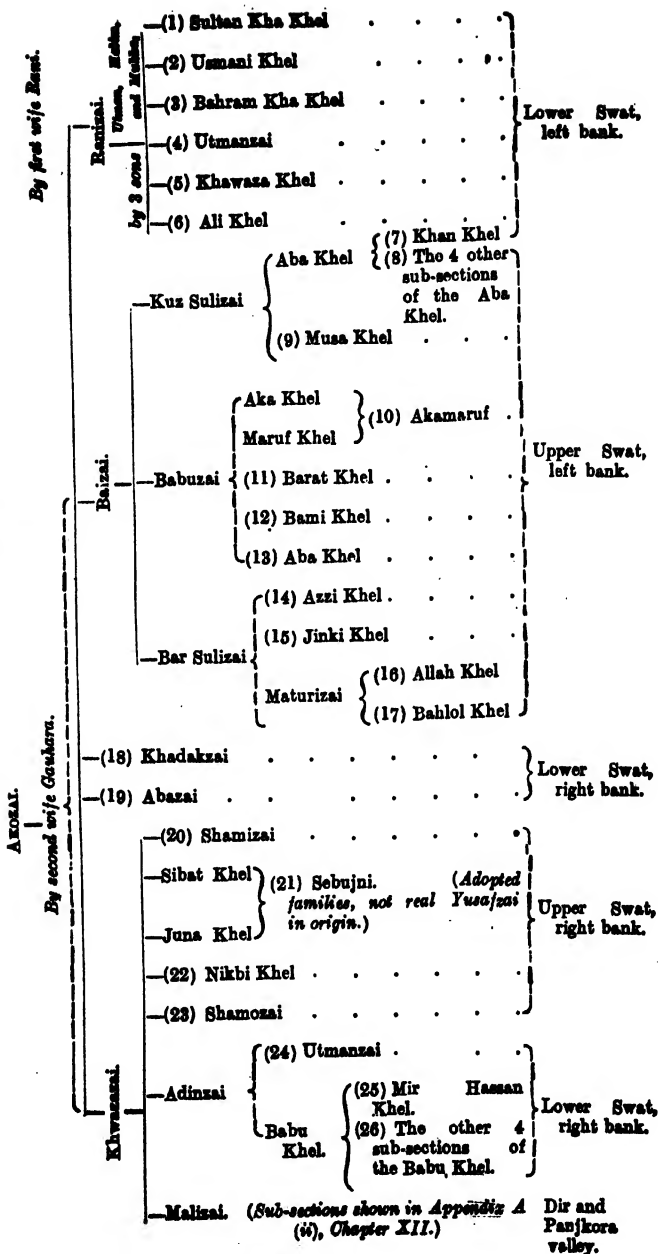 AKOZAI.
By first wife Rani.
By second wife Gauhara.
Ranizai.
by 3 sons
—(1) Sultan Kha Khel . . . .
—(2) Usmani Khel . . . .
—(3) Bahram Kha Khel . . . .
—(4) Utmanzai . . . . .
—(5) Khawaza Khel . . . . .
—(6) Ali Khel . . . . .
Lower Swat,
left bank.
Baizai.
—Kuz Sulizai
Aba Khel
(7) Khan Khel
(8) The 4 other
sub-sections
of the Aba
Khel.
(9) Musa Khel . . .
—Babuzai
Aka Khel
Maruf Khel
(10) Akamaruf .
(11) Barat Khel . . . .
(12) Bami Khel . . . .
(13) Aba Khel . . . .
—Bar Sulizai
(14) Azzi Khel . . . .
(15) Jinki Khel . . .
Maturizai
(16) Allah Khel
(17) Bahlol Khel
Upper Swat,
left bank.
—(18) Khadakzai . . . . . .
—(19) Abazai . . . . . . .
Lower Swat,
right bank.
Khwazazai.
—(20) Shamizai . . . . . .
—Sibat Khel
—Juna Khel
(21) Sebujni. (Adopted
families, not real Yusafzai
in origin.)
—(22) Nikbi Khel . . . . .
—(23) Shamozai . . . . . .
Upper Swat,
right bank.
—Adinzai
(24) Utmanzai . . .
Babu
Khel.
(25) Mir Hassan
Khel.
(26) The other 4
sub-sections of
the Babu Khel.
Lower Swat,
right bank.
—Malizai. (Sub-sections shown in Appendix A
(ii), Chapter XII.)
Dir and
Panjkora
valley.